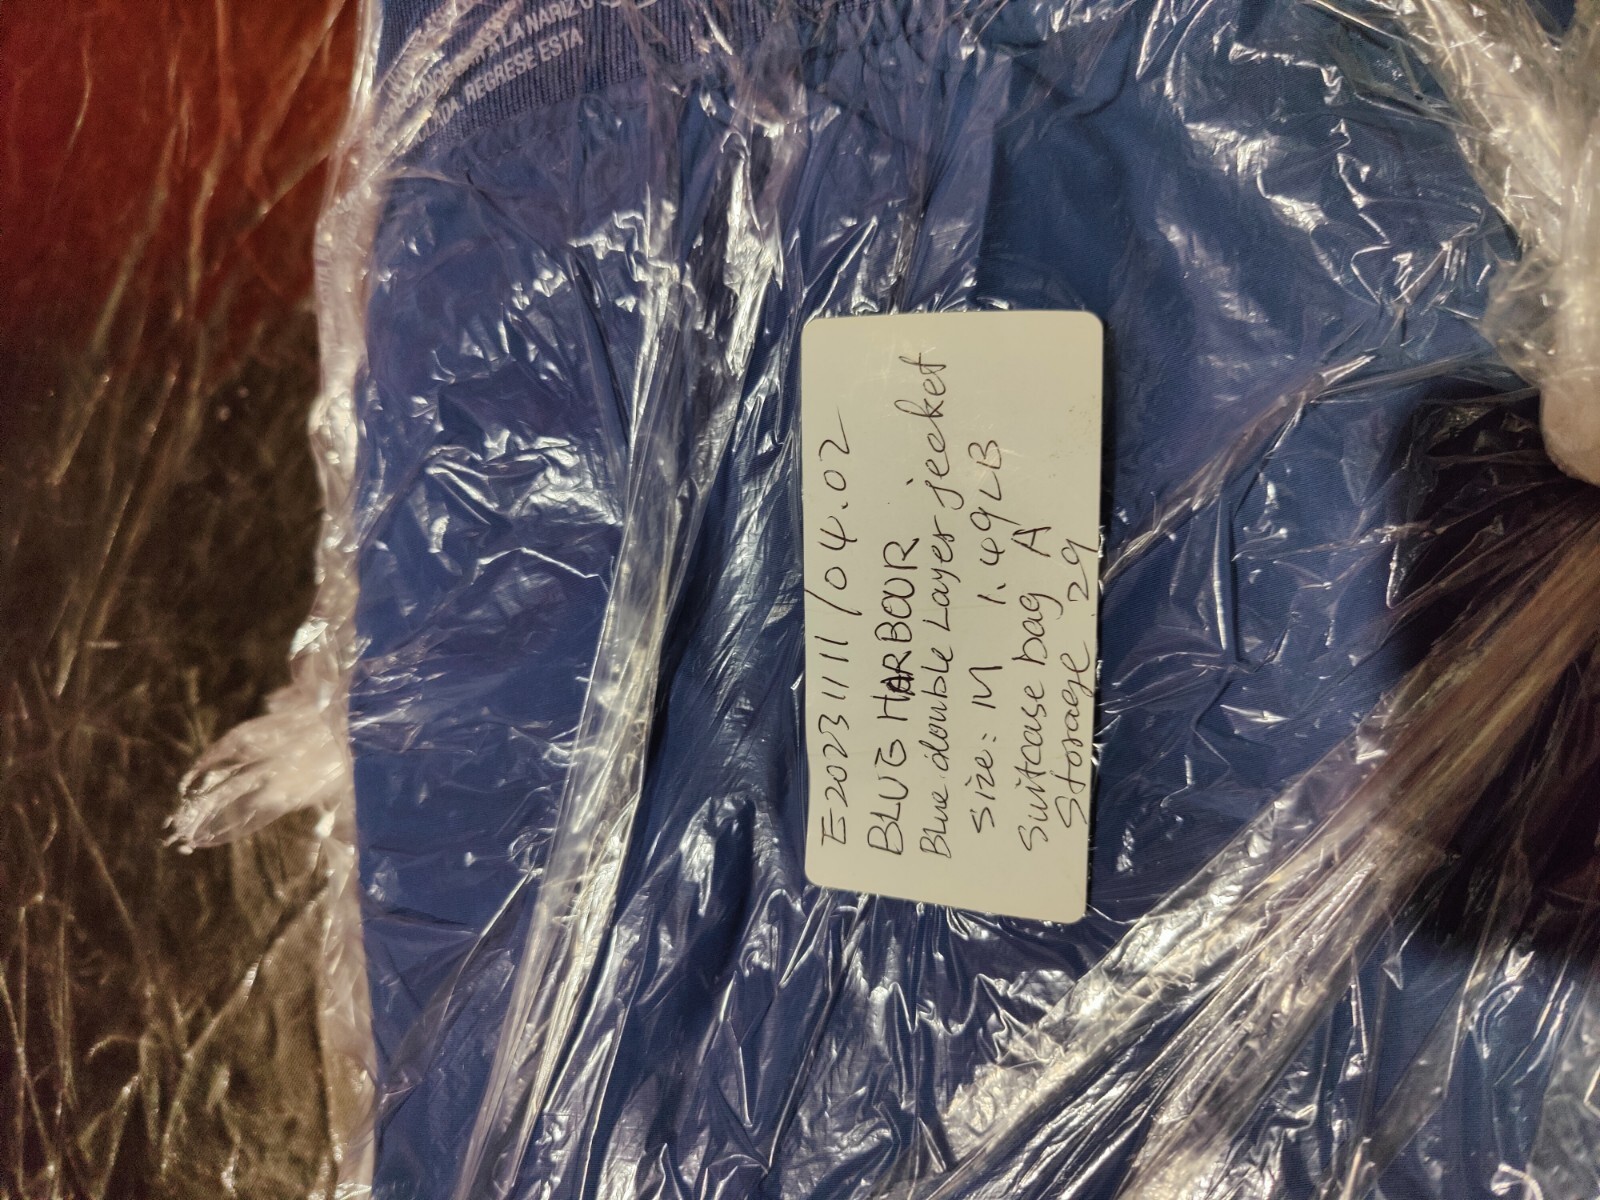 LA NARIZ O
REGRESE ESTA
E20231111/04.02
BLUE HARBOUR
Blue double Layer jecket
Size: M 1.49LB
Suitcase bag A
Storage 29